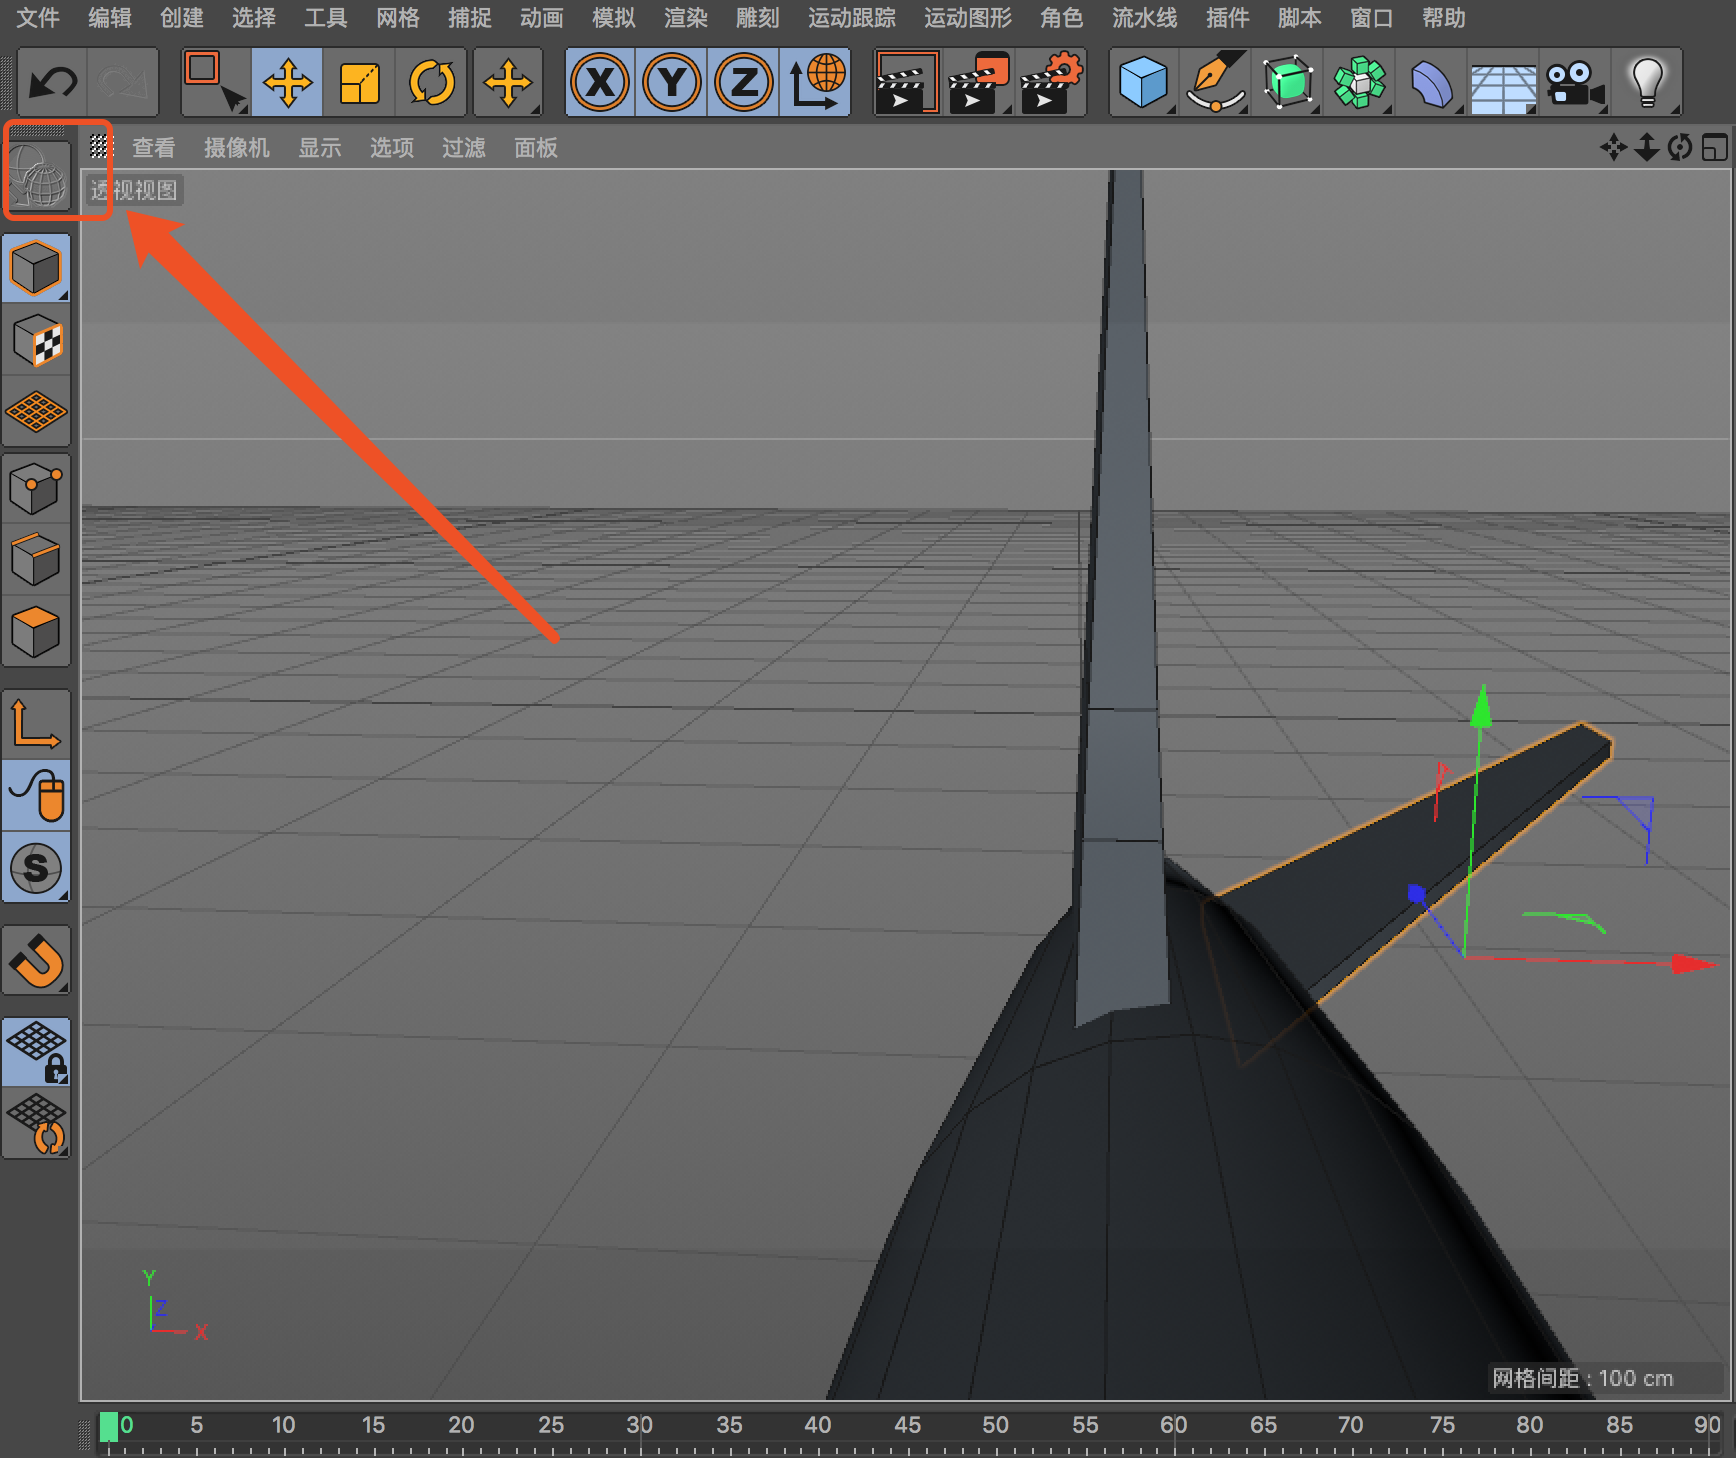 文件 编辑 创建 选择 工具 网格 捕捉 动画 模拟 渲染 雕刻 运动跟踪 运动图形 角色 流水线 插件 脚本 窗口 帮助
X Y Z
查看 摄像机 显示 选项 过滤 面板
透视视图
S
Y
Z
X
网格间距 : 100 cm
0 5 10 15 20 25 30 35 40 45 50 55 60 65 70 75 80 85 90